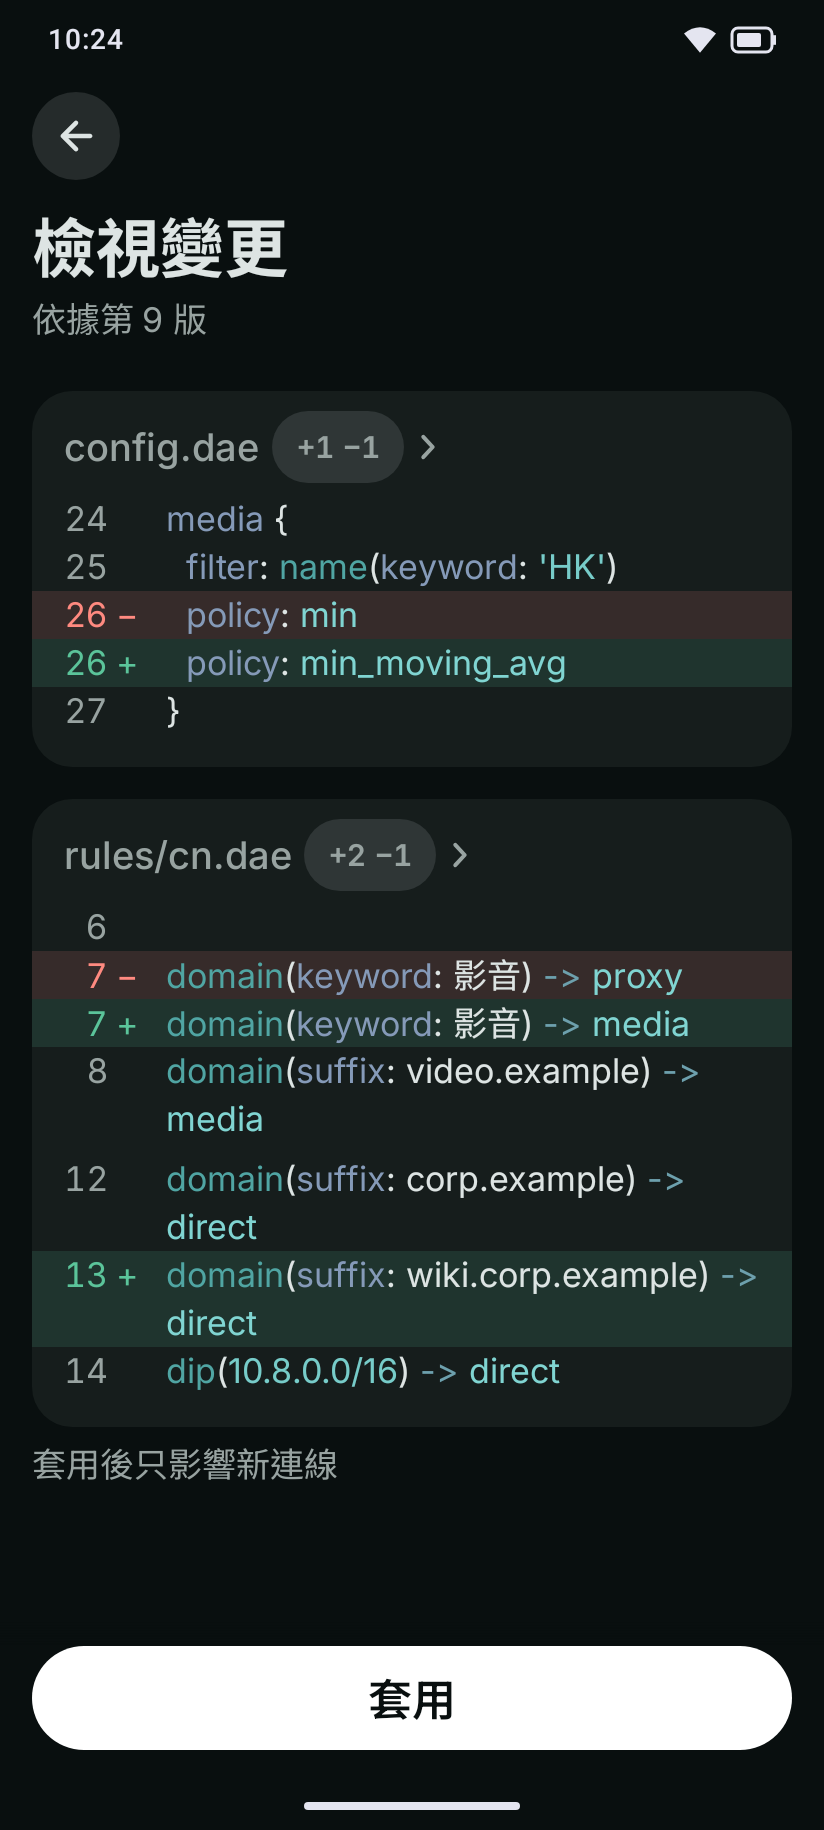 10:24
檢視變更
依據第 9 版
config.dae +1 −1
24 media {
25 filter: name(keyword: 'HK')
26 − policy: min
26 + policy: min_moving_avg
27 }
rules/cn.dae +2 −1
6
7 − domain(keyword: 影音) -> proxy
7 + domain(keyword: 影音) -> media
8 domain(suffix: video.example) ->
media
12 domain(suffix: corp.example) ->
direct
13 + domain(suffix: wiki.corp.example) ->
direct
14 dip(10.8.0.0/16) -> direct
套用後只影響新連線
套用